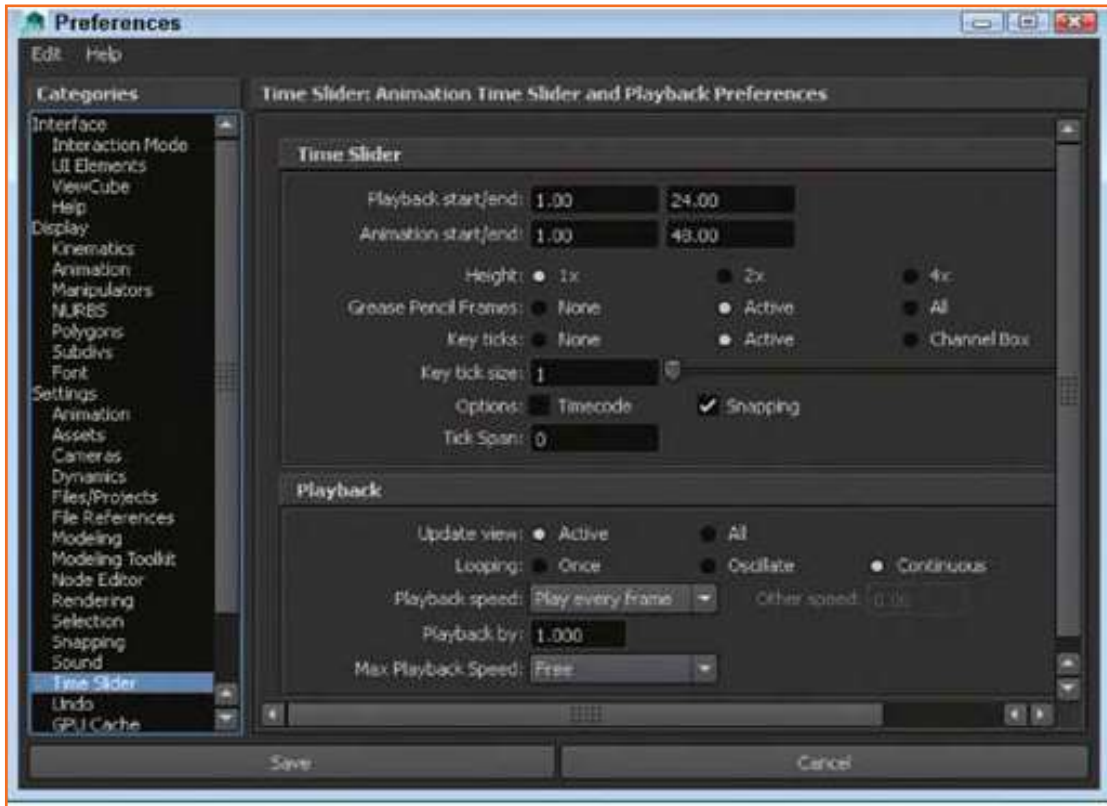 Preferences
Edit Help
Categories
Interface
Interaction Mode
UI Elements
ViewCube
Help
Display
Kinematics
Animation
Manipulators
NURBS
Polygons
Subdivs
Font
Settings
Animation
Assets
Cameras
Dynamics
Files/Projects
File References
Modeling
Modeling Toolkit
Node Editor
Rendering
Selection
Snapping
Sound
Time Slider
Undo
GPU Cache
Time Slider: Animation Time Slider and Playback Preferences
Time Slider
Playback start/end: 1.00 24.00
Animation start/end: 1.00 48.00
Height: 1x 2x 4x
Grease Pencil Frames: None Active All
Key ticks: None Active Channel Box
Key tick size: 1
Options: Timecode Snapping
Tick Span: 0
Playback
Update view: Active All
Looping: Once Oscillate Continuous
Playback speed: Play every frame Other speed: 0.00
Playback by: 1.000
Max Playback Speed: Free
Save Cancel